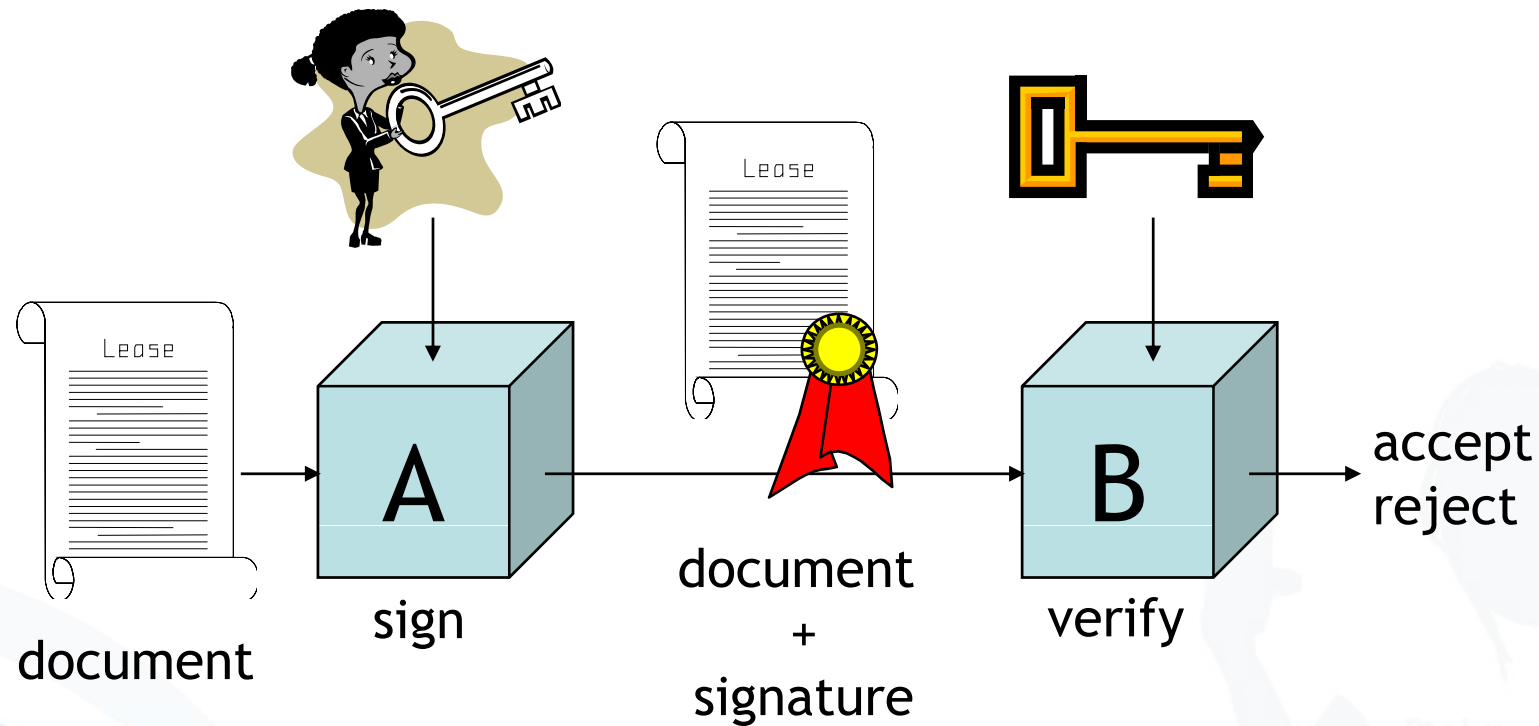 Lease
document
A
sign
Lease
document
+
signature
B
verify
accept
reject